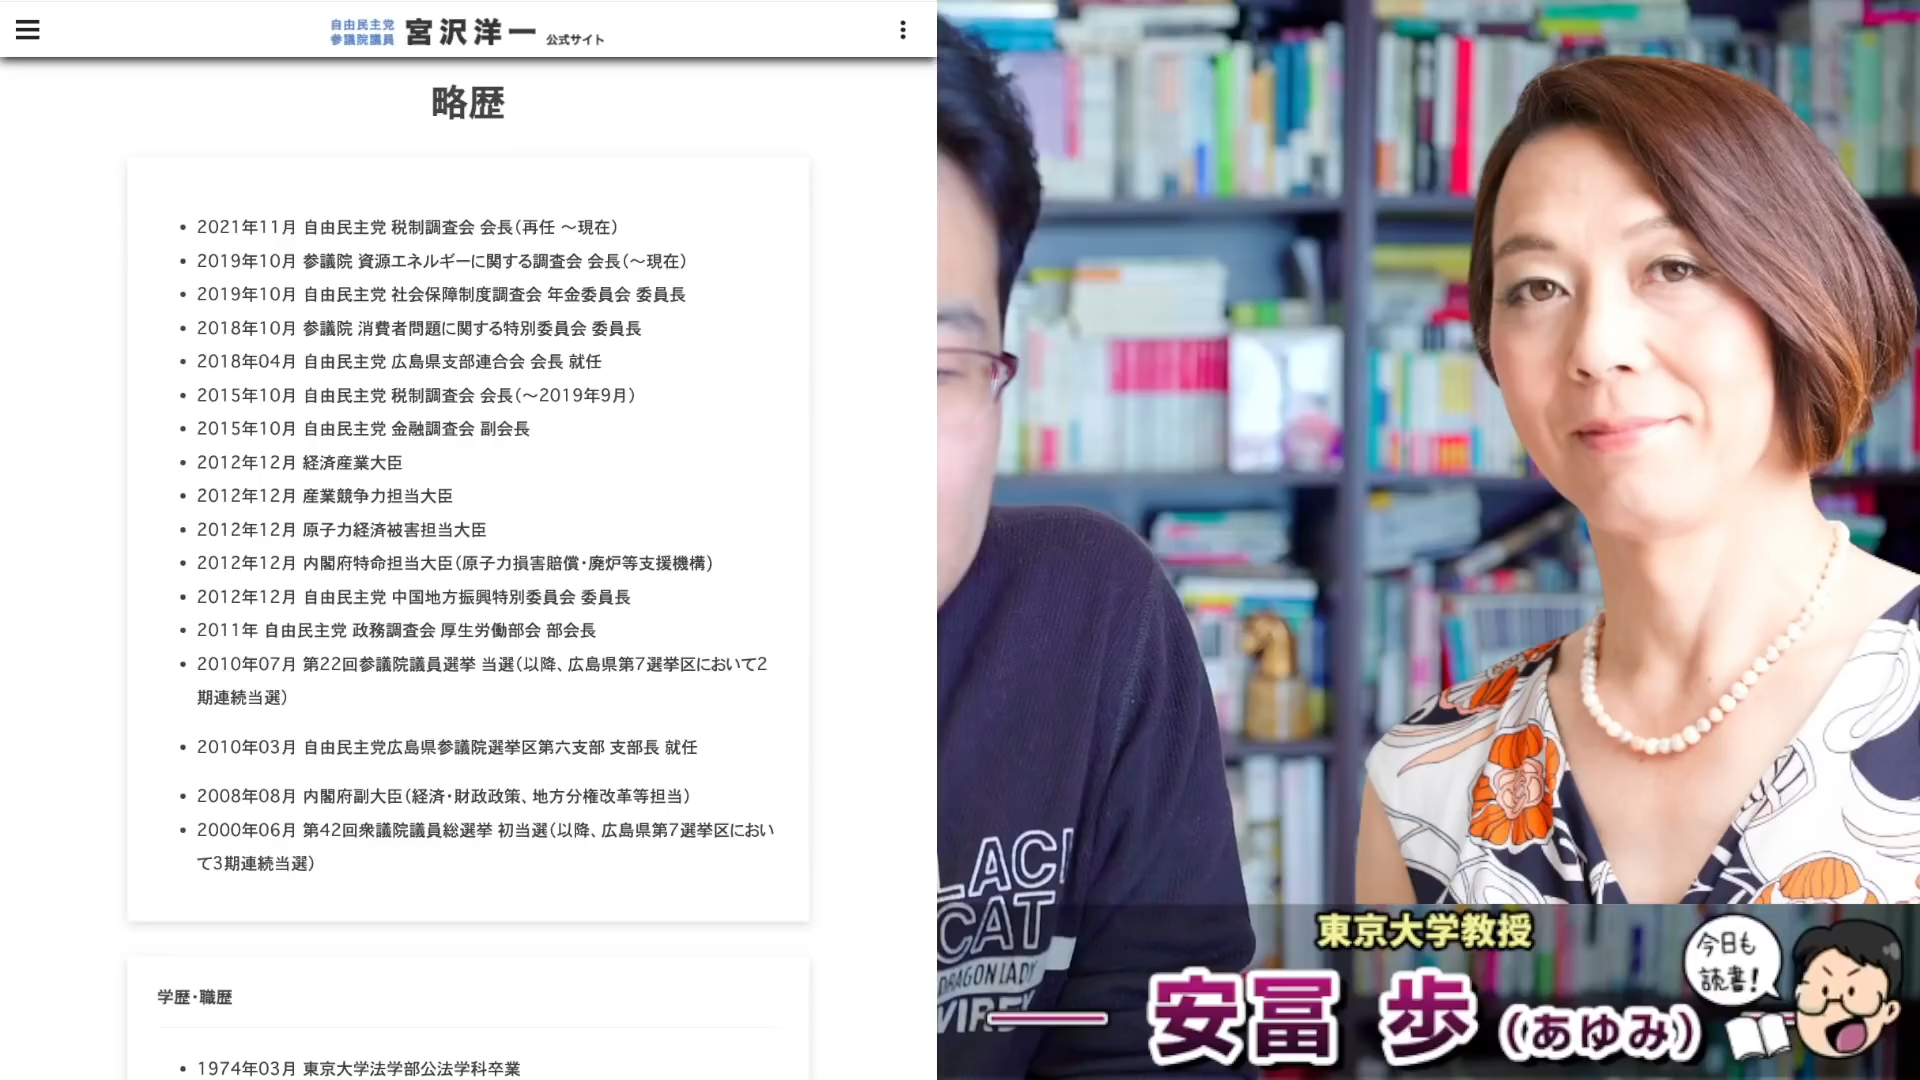 自由民主党
参議院議員 宮沢洋一 公式サイト
略歴
2021年11月 自由民主党 税制調査会 会長(再任 ～現在)
2019年10月 参議院 資源エネルギーに関する調査会 会長(～現在)
2019年10月 自由民主党 社会保障制度調査会 年金委員会 委員長
2018年10月 参議院 消費者問題に関する特別委員会 委員長
2018年04月 自由民主党 広島県支部連合会 会長 就任
2015年10月 自由民主党 税制調査会 会長(～2019年9月)
2015年10月 自由民主党 金融調査会 副会長
2012年12月 経済産業大臣
2012年12月 産業競争力担当大臣
2012年12月 原子力経済被害担当大臣
2012年12月 内閣府特命担当大臣(原子力損害賠償・廃炉等支援機構)
2012年12月 自由民主党 中国地方振興特別委員会 委員長
2011年 自由民主党 政務調査会 厚生労働部会 部会長
2010年07月 第22回参議院議員選挙 当選(以降、広島県第7選挙区において2
期連続当選)
2010年03月 自由民主党広島県参議院選挙区第六支部 支部長 就任
2008年08月 内閣府副大臣(経済・財政政策、地方分権改革等担当)
2000年06月 第42回衆議院議員総選挙 初当選(以降、広島県第7選挙区におい
て3期連続当選)
学歴・職歴
1974年03月 東京大学法学部公法学科卒業
LACK
CAT
DRAGON LADY
東京大学教授
安冨 歩 (あゆみ)
今日も
読書!